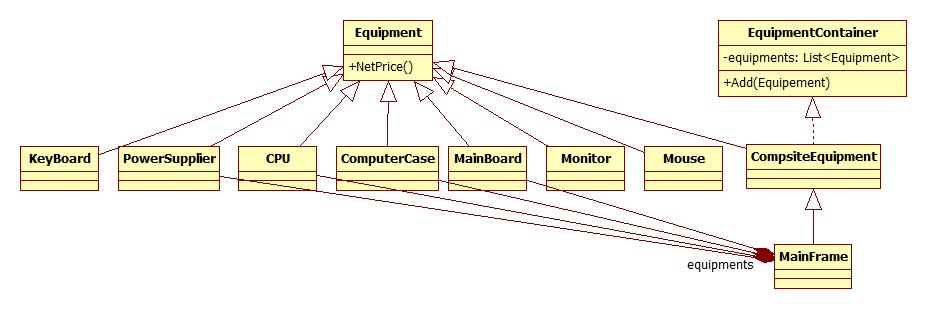 Equipment
+NetPrice()
EquipmentContainer
-equipments: List<Equipment>
+Add(Equipement)
KeyBoard
PowerSupplier
CPU
ComputerCase
MainBoard
Monitor
Mouse
CompsiteEquipment
MainFrame
equipments